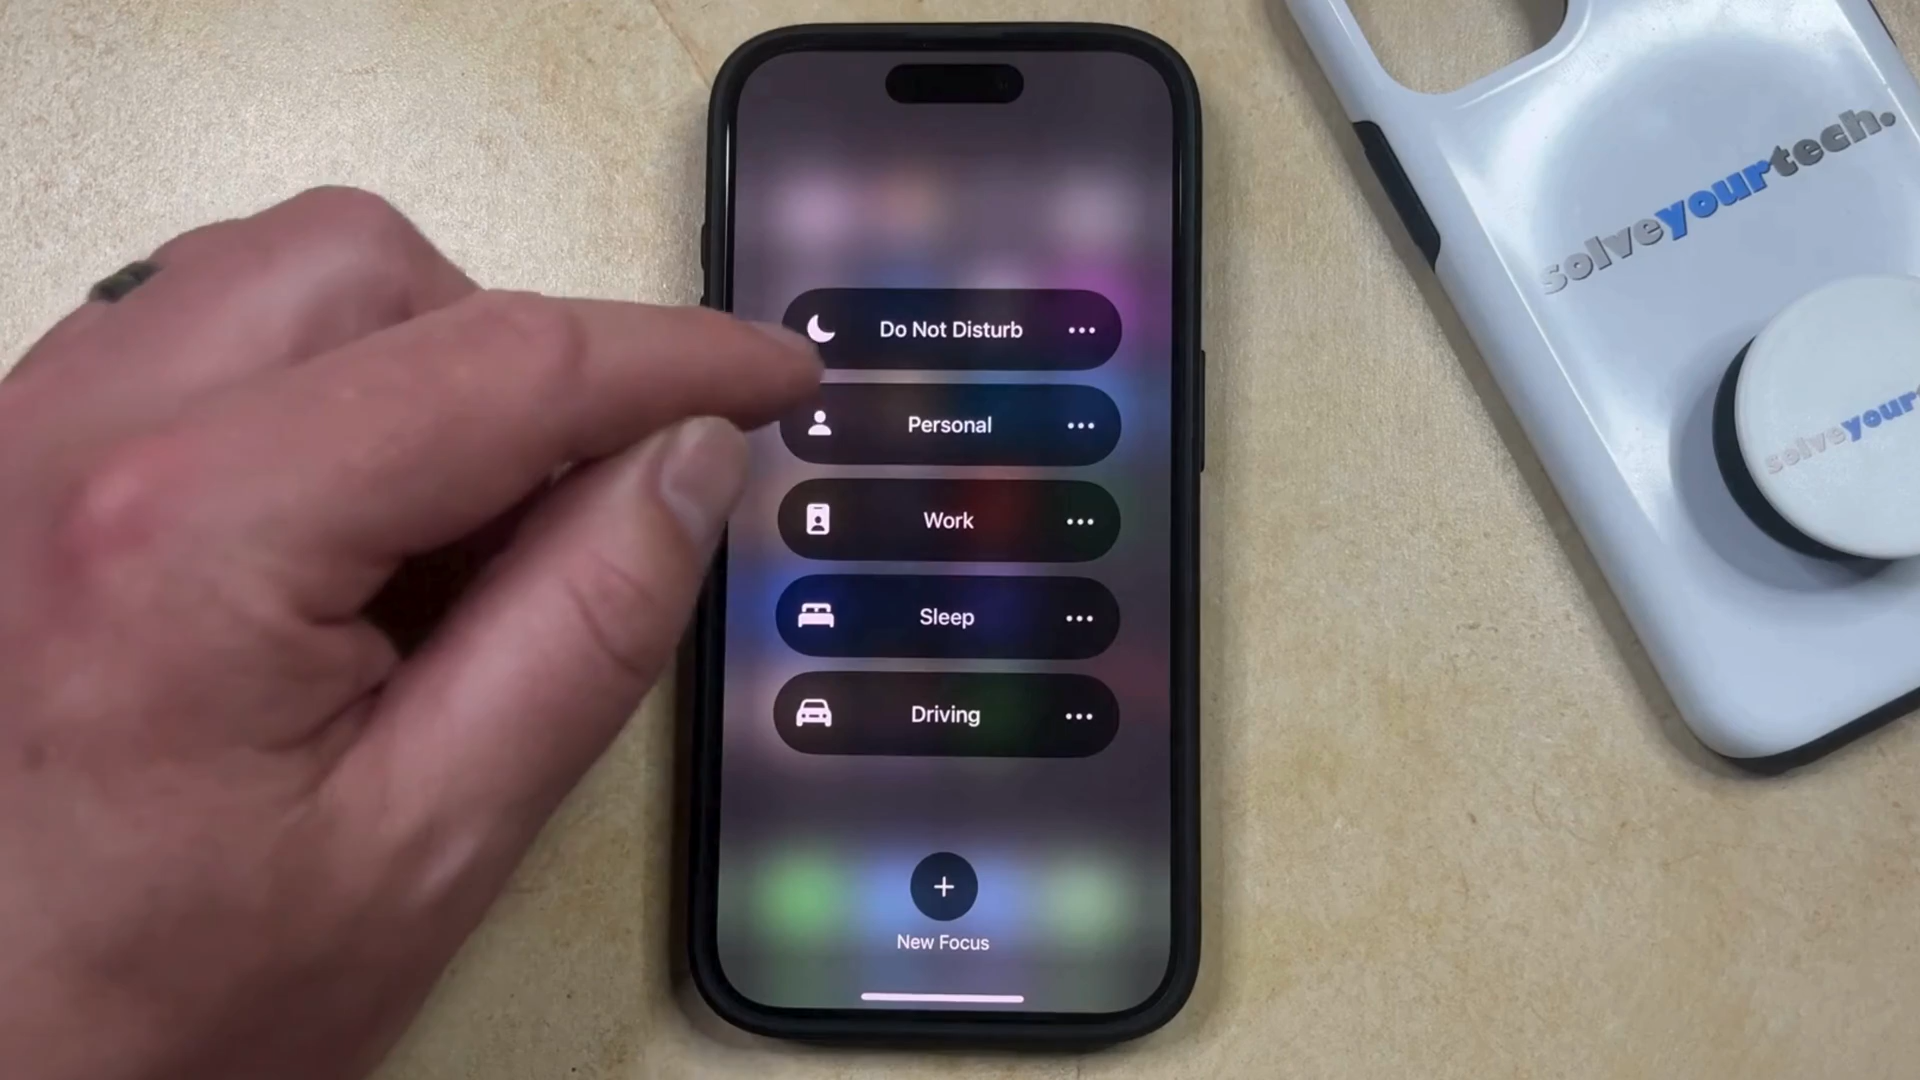 Do Not Disturb
Personal
Work
Sleep
Driving
New Focus
solveyourtech.
solveyour